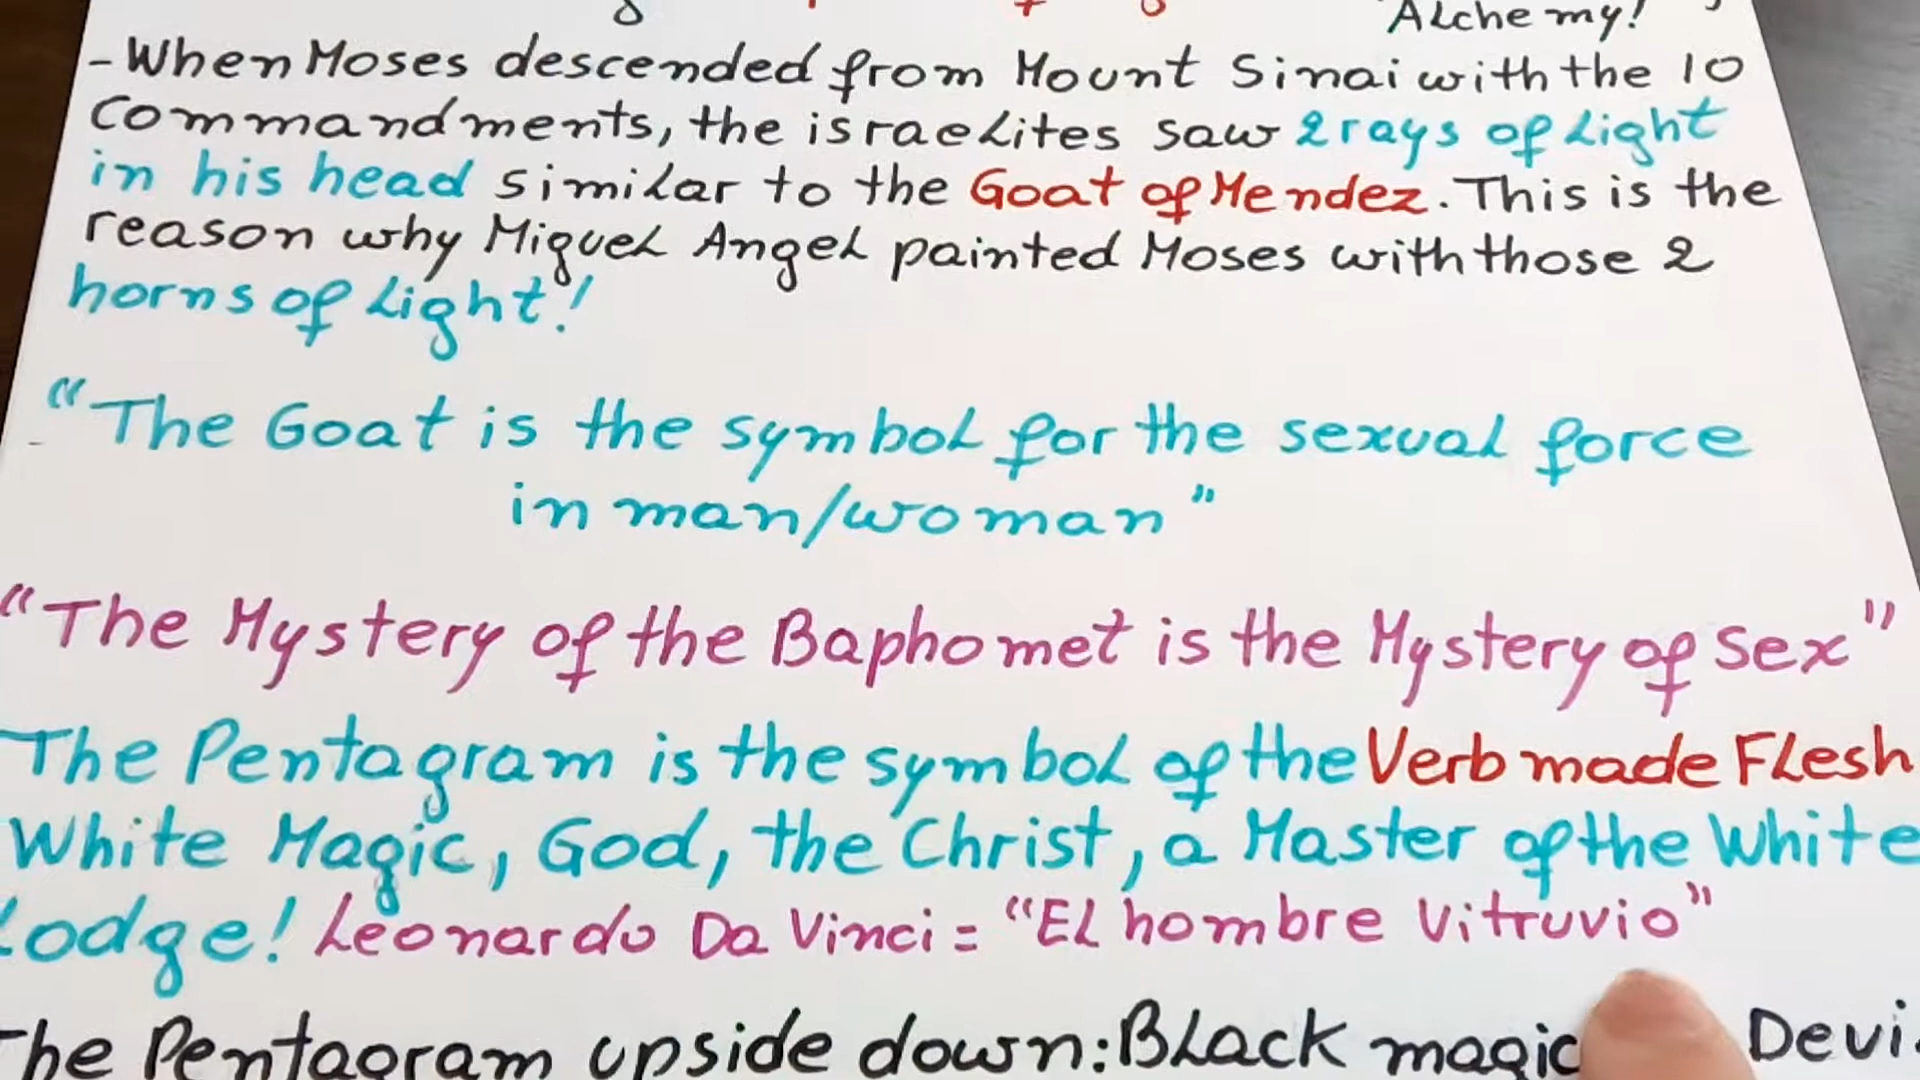 Alchemy!
- When Moses descended from Mount Sinai with the 10
Commandments, the israelites saw 2 rays of Light
in his head similar to the Goat of Mendez. This is the
reason why Miguel Angel painted Moses with those 2
horns of Light!
"The Goat is the symbol for the sexual force
in man/woman"
"The Mystery of the Baphomet is the Mystery of Sex"
The Pentagram is the symbol of the Verb made Flesh
White Magic, God, the Christ, a Master of the White
Lodge! Leonardo Da Vinci = "El hombre Vitruvio"
The Pentagram upside down: Black magic